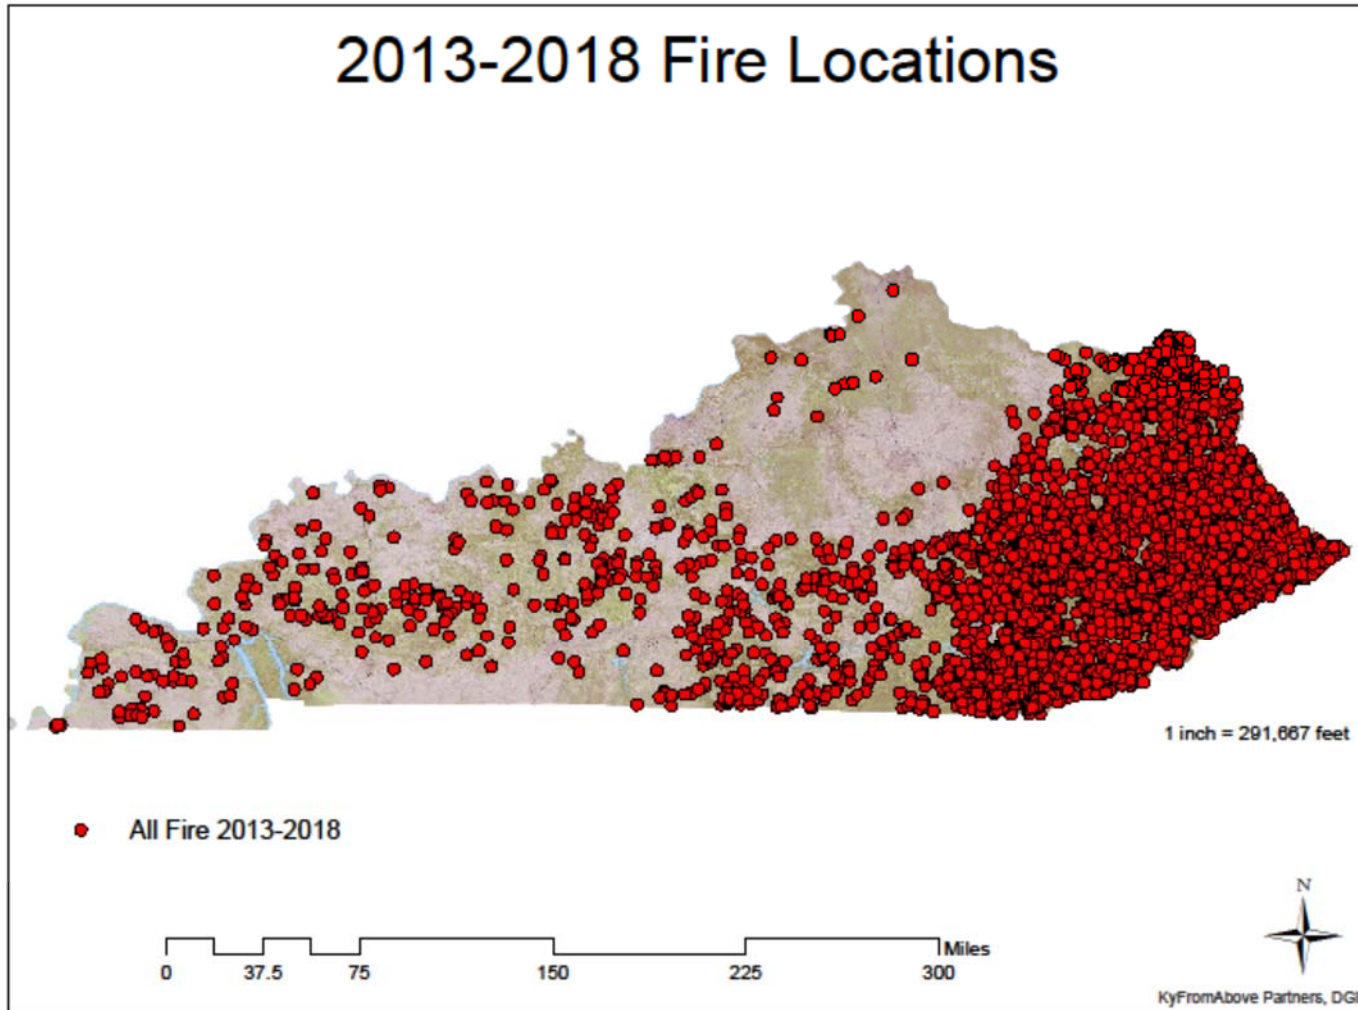 2013-2018 Fire Locations
1 inch = 291,667 feet
All Fire 2013-2018
N
Miles
0 37.5 75 150 225 300
KyFromAbove Partners, DGI